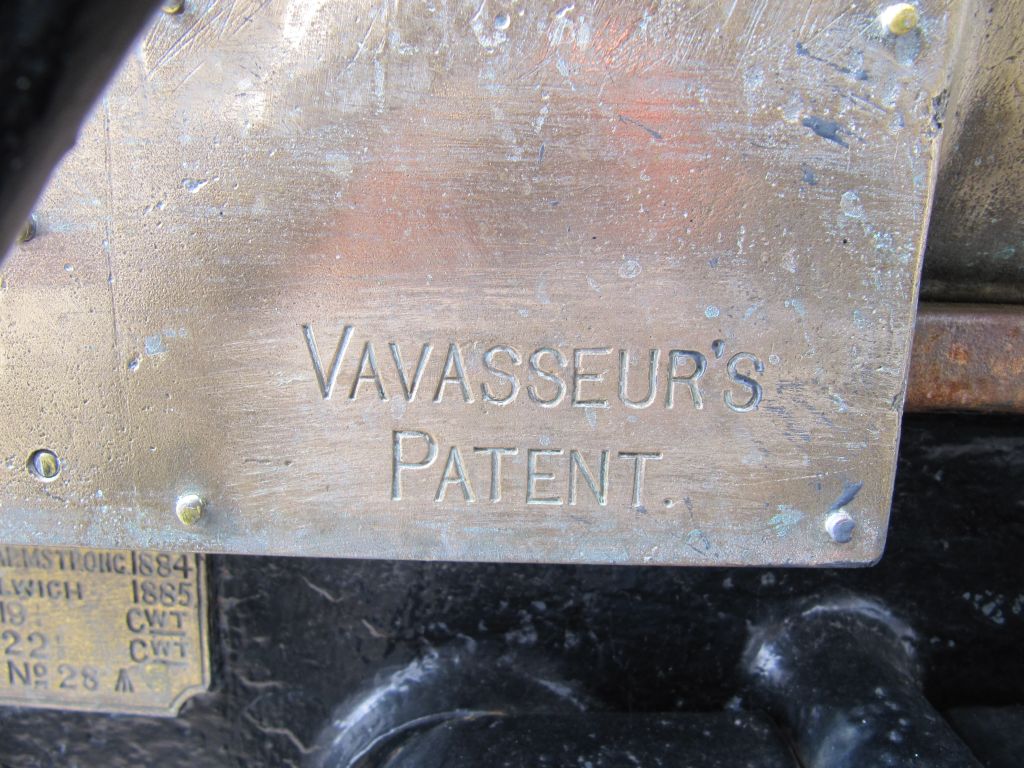 VAVASSEUR'S
PATENT.
ARMSTRONG 1884
LWICH 1885
19 CWT
22 CWT
No 28